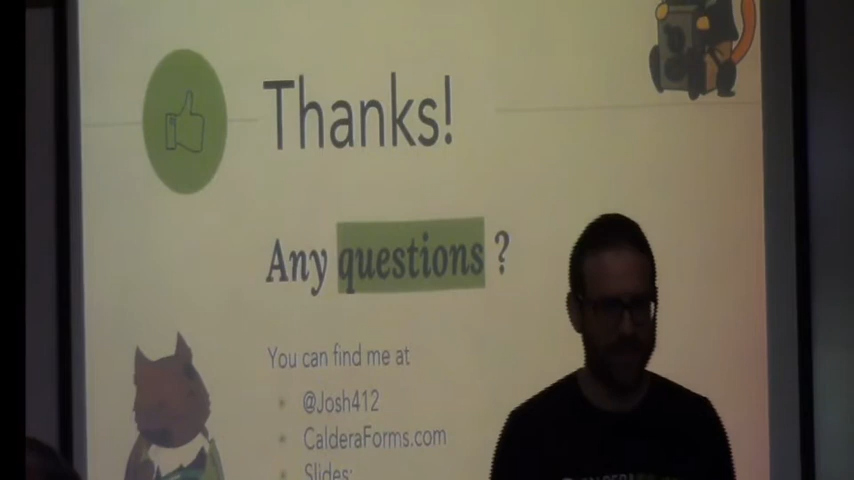 Thanks!
Any questions ?
You can find me at
@Josh412
CalderaForms.com
Slides: